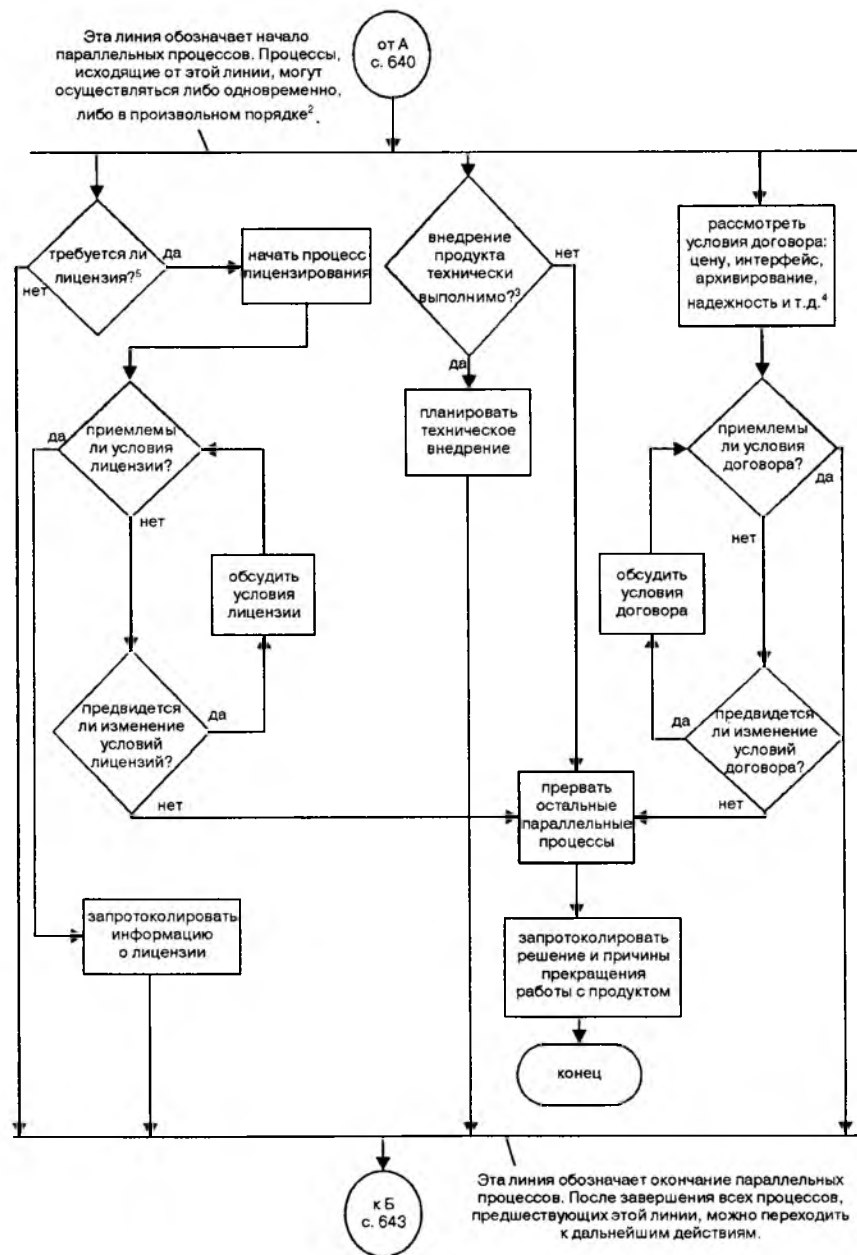 Эта линия обозначает начало
параллельных процессов. Процессы,
исходящие от этой линии, могут
осуществляться либо одновременно,
либо в произвольном порядке².
от А
с. 640
требуется ли
лицензия?⁵
да
нет
начать процесс
лицензирования
внедрение
продукта
технически
выполнимо?³
нет
да
рассмотреть
условия договора:
цену, интерфейс,
архивирование,
надежность и т.д.⁴
приемлемы
ли условия
лицензии?
да
нет
планировать
техническое
внедрение
приемлемы
ли условия
договора?
да
нет
обсудить
условия
лицензии
обсудить
условия
договора
предвидется
ли изменение
условий
лицензий?
да
нет
предвидется
ли изменение
условий
договора?
да
нет
прервать
остальные
параллельные
процессы
запротоколировать
информацию
о лицензии
запротоколировать
решение и причины
прекращения
работы с продуктом
конец
к Б
с. 643
Эта линия обозначает окончание параллельных
процессов. После завершения всех процессов,
предшествующих этой линии, можно переходить
к дальнейшим действиям.